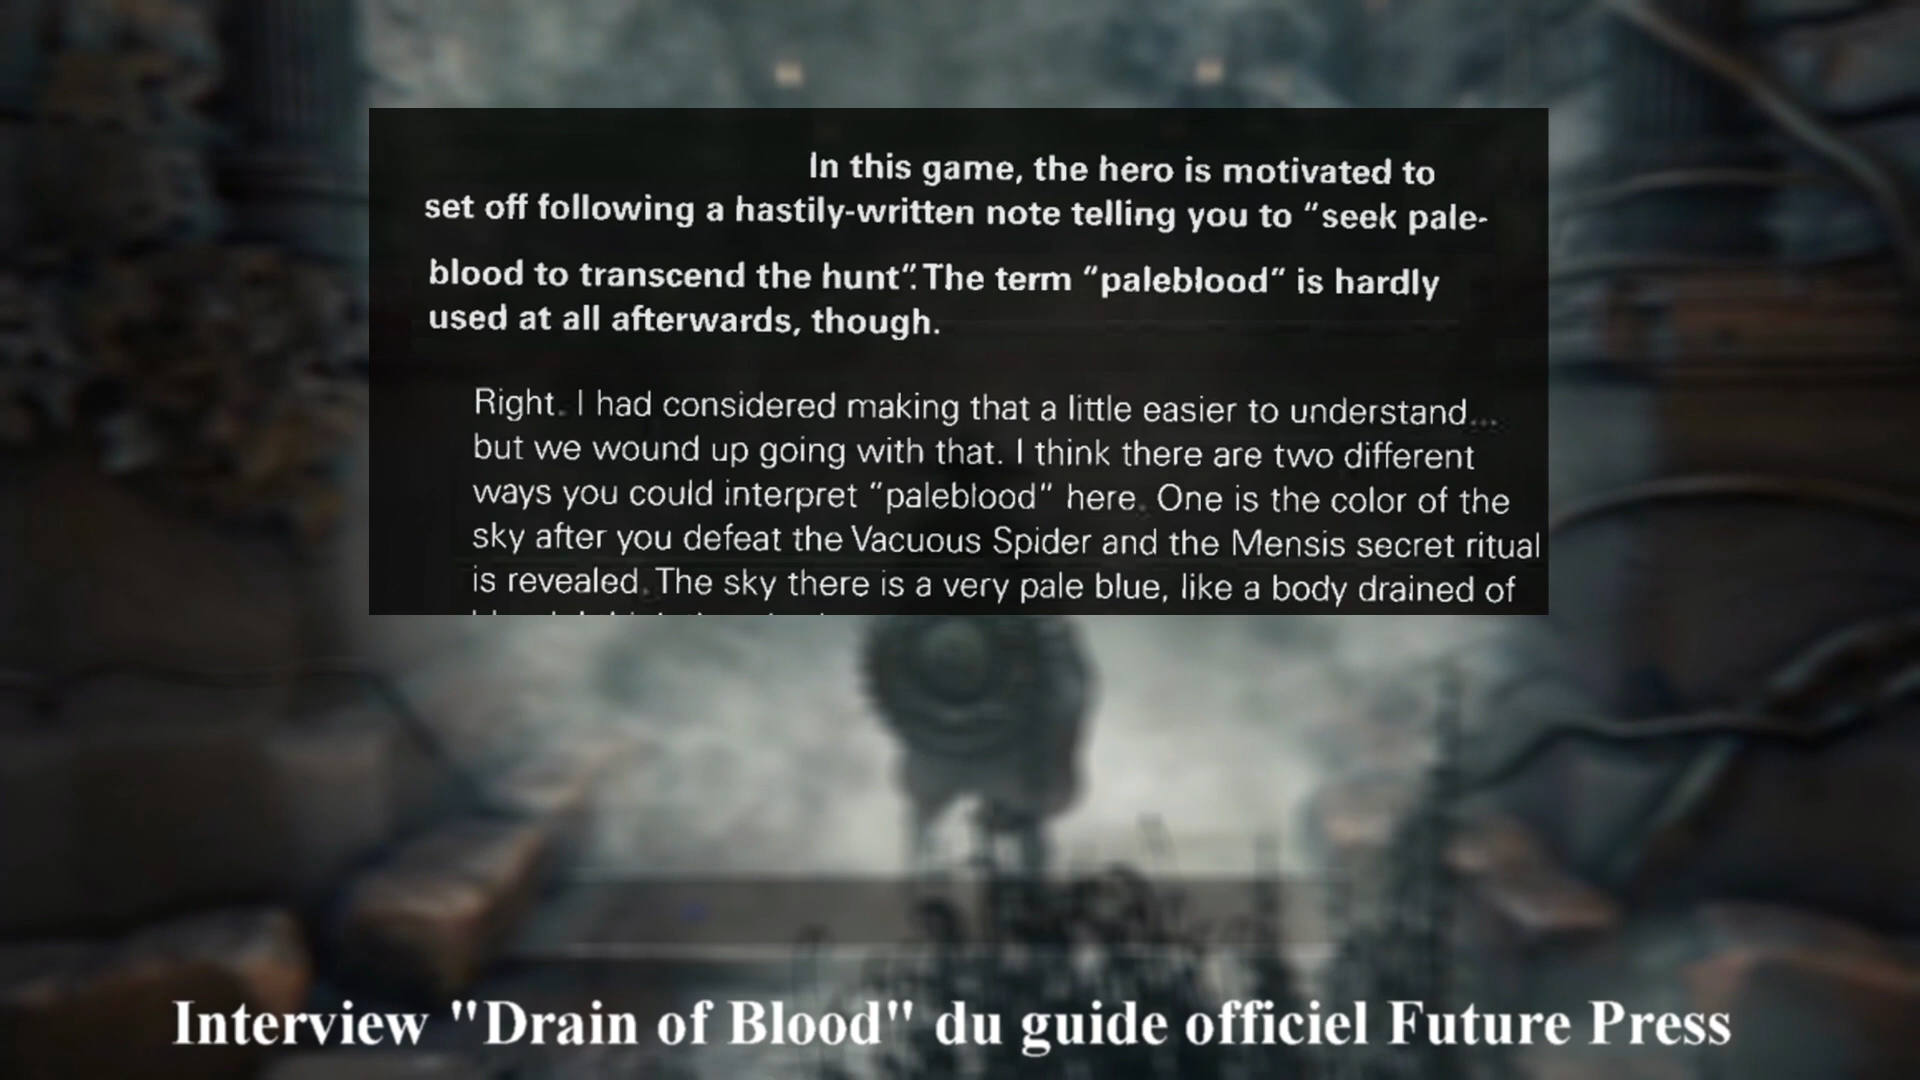 In this game, the hero is motivated to
set off following a hastily-written note telling you to “seek pale-
blood to transcend the hunt”. The term “paleblood” is hardly
used at all afterwards, though.
Right. I had considered making that a little easier to understand...
but we wound up going with that. I think there are two different
ways you could interpret “paleblood” here. One is the color of the
sky after you defeat the Vacuous Spider and the Mensis secret ritual
is revealed. The sky there is a very pale blue, like a body drained of
Interview "Drain of Blood" du guide officiel Future Press